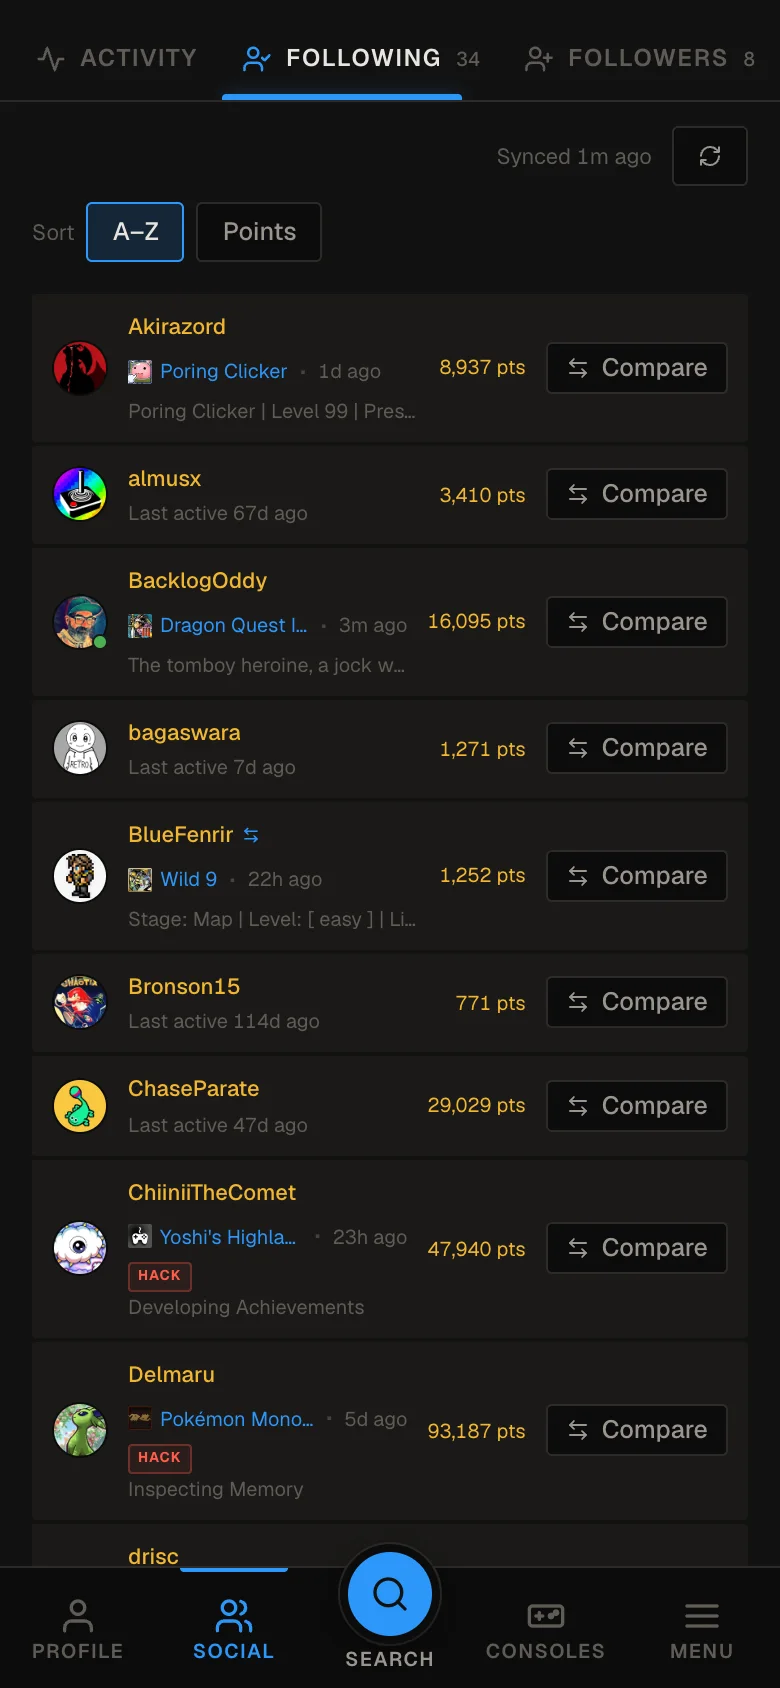 ACTIVITY FOLLOWING 34 FOLLOWERS 8
Synced 1m ago
Sort A–Z Points
Akirazord
Poring Clicker • 1d ago
Poring Clicker | Level 99 | Pres...
8,937 pts Compare
almusx
Last active 67d ago
3,410 pts Compare
BacklogOddy
Dragon Quest I... • 3m ago
The tomboy heroine, a jock w...
16,095 pts Compare
bagaswara
Last active 7d ago
1,271 pts Compare
BlueFenrir
Wild 9 • 22h ago
Stage: Map | Level: [ easy ] | Li...
1,252 pts Compare
Bronson15
Last active 114d ago
771 pts Compare
ChaseParate
Last active 47d ago
29,029 pts Compare
ChiiniiTheComet
Yoshi's Highla... • 23h ago
HACK
Developing Achievements
47,940 pts Compare
Delmaru
Pokémon Mono... • 5d ago
HACK
Inspecting Memory
93,187 pts Compare
drisc
PROFILE SOCIAL SEARCH CONSOLES MENU